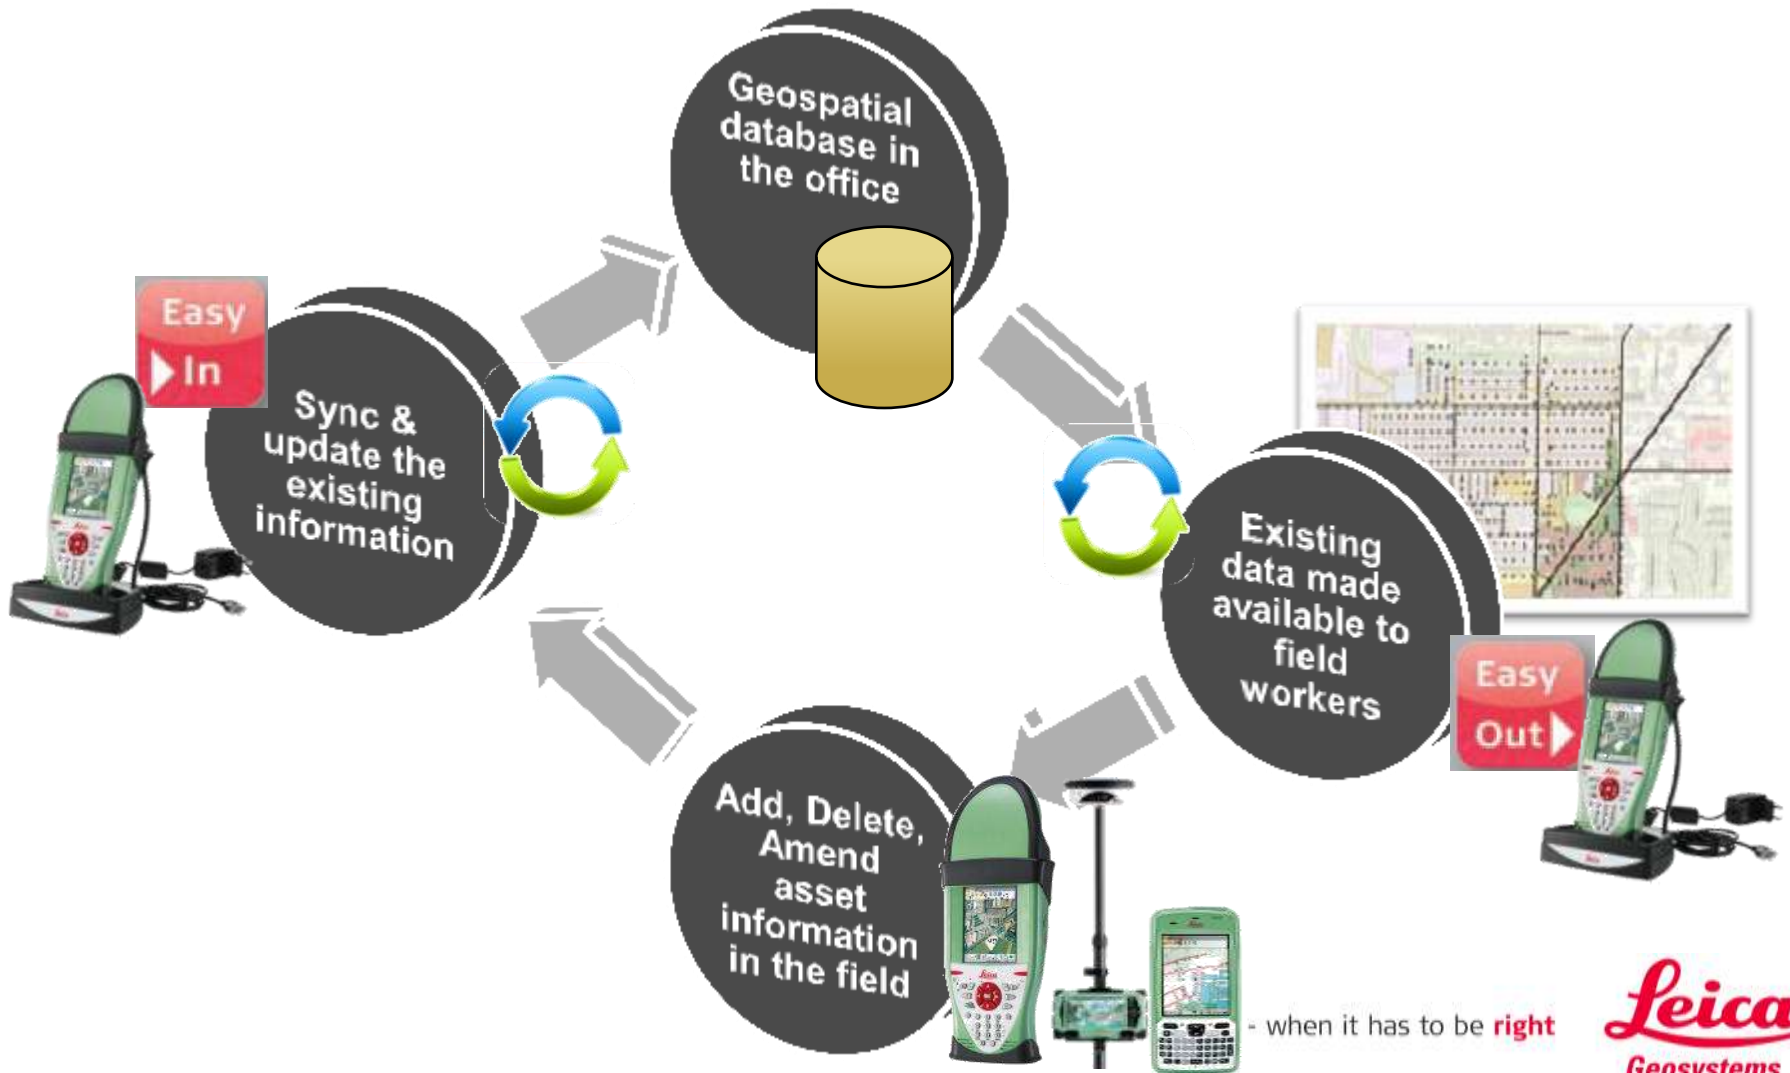 Geospatial
database in
the office
Easy
In
Sync &
update the
existing
information
Existing
data made
available to
field
workers
Easy
Out
Add, Delete,
Amend
asset
information
in the field
- when it has to be right
Leica
Geosystems